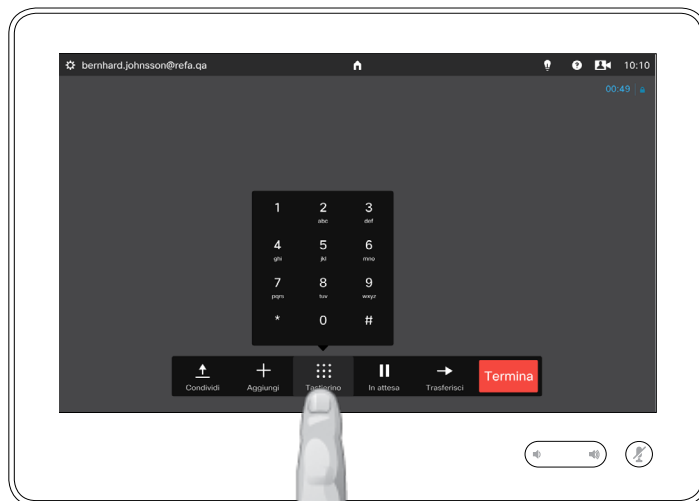 bernhard.johnsson@refa.qa 10:10
00:49
1 2 3
abc def
4 5 6
ghi jkl mno
7 8 9
pqrs tuv wxyz
* 0 #
Condividi Aggiungi Tastierino In attesa Trasferisci Termina